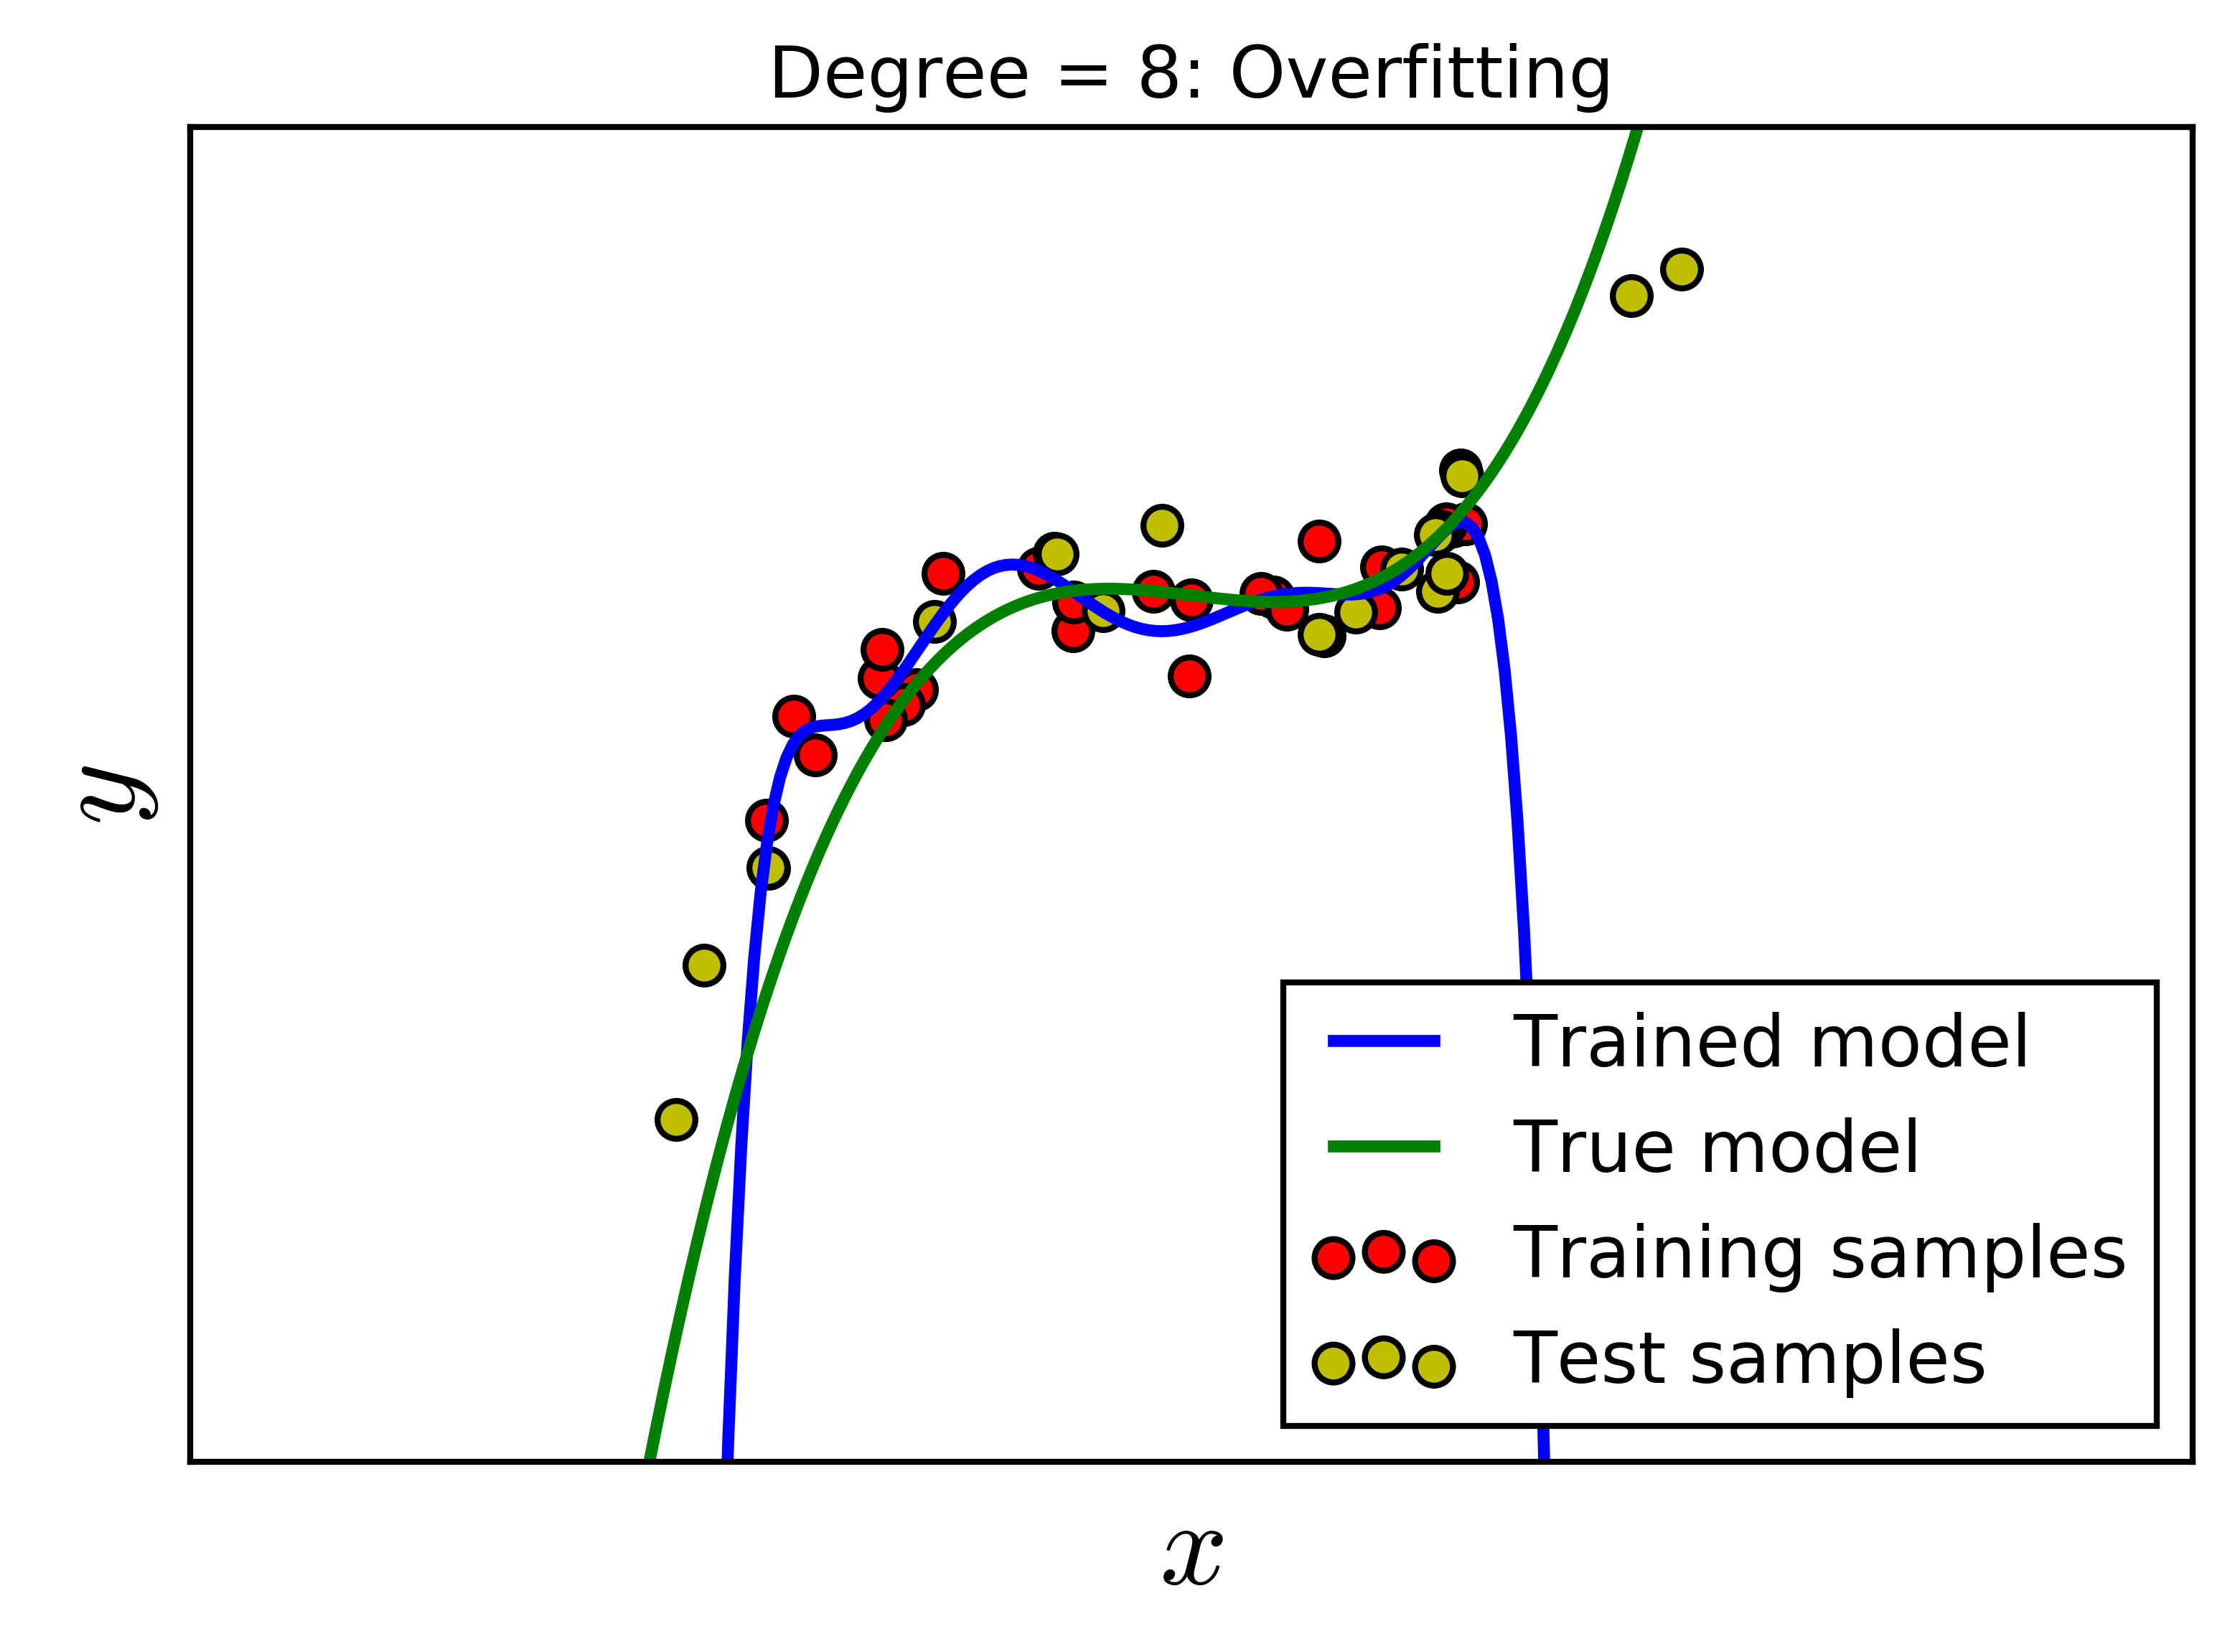 Degree = 8: Overfitting
y
Trained model
True model
Training samples
Test samples
x